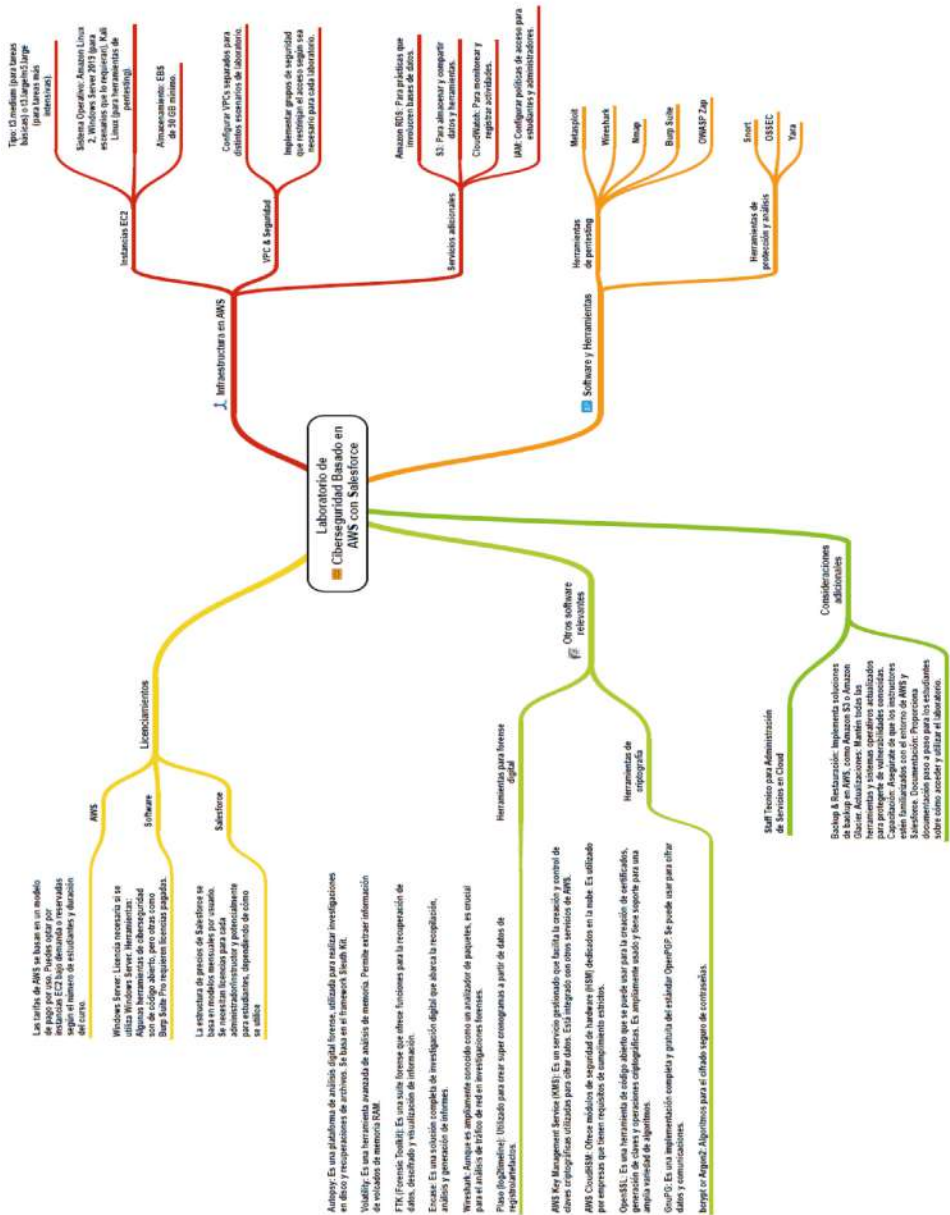 Laboratorio de
Ciberseguridad Basado en
AWS con Salesforce
Infraestructura en AWS
Instancias EC2
Tipo: t3.medium (para tareas
básicas) o t3.large/m5.large
(para tareas más
intensivas).
Sistema Operativo: Amazon Linux
2, Windows Server 2019 (para
escenarios que lo requieran), Kali
Linux (para herramientas de
pentesting).
Almacenamiento: EBS
de 30 GB mínimo.
VPC & Seguridad
Configurar VPCs separados para
distintos escenarios de laboratorio.
Implementar grupos de seguridad
que restrinjan el acceso según sea
necesario para cada laboratorio.
Servicios adicionales
Amazon RDS: Para prácticas que
involucren bases de datos.
S3: Para almacenar y compartir
datos y herramientas.
CloudWatch: Para monitorear y
registrar actividades.
IAM: Configurar políticas de acceso para
estudiantes y administradores.
Software y Herramientas
Herramientas
de pentesting
Metasploit
Wireshark
Nmap
Burp Suite
OWASP Zap
Herramientas de
protección y análisis
Snort
OSSEC
Yara
Licenciamientos
AWS
Las tarifas de AWS se basan en un modelo
de pago por uso. Puedes optar por
instancias EC2 bajo demanda o reservadas
según el número de estudiantes y duración
del curso.
Software
Windows Server: Licencia necesaria si se
utiliza Windows Server. Herramientas:
Algunas herramientas de ciberseguridad
son de código abierto, pero otras como
Burp Suite Pro requieren licencias pagadas.
Salesforce
La estructura de precios de Salesforce se
basa en modelos mensuales por usuario.
Se necesitan licencias para cada
administrador/instructor y potencialmente
para estudiantes, dependiendo de cómo
se utilice
Otros software
relevantes
Herramientas para forense
digital
Autopsy: Es una plataforma de análisis digital forense, utilizada para realizar investigaciones
en disco y recuperaciones de archivos. Se basa en el framework Sleuth Kit.
Volatility: Es una herramienta avanzada de análisis de memoria. Permite extraer información
de volcados de memoria RAM.
FTK (Forensic Toolkit): Es una suite forense que ofrece funciones para la recuperación de
datos, descifrado y visualización de información.
Encase: Es una solución completa de investigación digital que abarca la recopilación,
análisis y generación de informes.
Wireshark: Aunque es ampliamente conocido como un analizador de paquetes, es crucial
para el análisis de tráfico de red en investigaciones forenses.
Plaso (log2timeline): Utilizado para crear super cronogramas a partir de datos de
registro/artefactos.
Herramientas de
criptografía
AWS Key Management Service (KMS): Es un servicio gestionado que facilita la creación y control de
claves criptográficas utilizadas para cifrar datos. Está integrado con otros servicios de AWS.
AWS CloudHSM: Ofrece módulos de seguridad de hardware (HSM) dedicados en la nube. Es utilizado
por empresas que tienen requisitos de cumplimiento estrictos.
OpenSSL: Es una herramienta de código abierto que se puede usar para la creación de certificados,
generación de claves y operaciones criptográficas. Es ampliamente usado y tiene soporte para una
amplia variedad de algoritmos.
GnuPG: Es una implementación completa y gratuita del estándar OpenPGP. Se puede usar para cifrar
datos y comunicaciones.
bcrypt or Argon2: Algoritmos para el cifrado seguro de contraseñas.
Consideraciones
adicionales
Staff Tecnico para Administración
de Servicios en Cloud
Backup & Restauración: Implementa soluciones
de backup en AWS, como Amazon S3 o Amazon
Glacier. Actualizaciones: Mantén todas las
herramientas y sistemas operativos actualizados
para protegerte de vulnerabilidades conocidas.
Capacitación: Asegúrate de que los instructores
estén familiarizados con el entorno de AWS y
Salesforce. Documentación: Proporciona
documentación paso a paso para los estudiantes
sobre cómo acceder y utilizar el laboratorio.